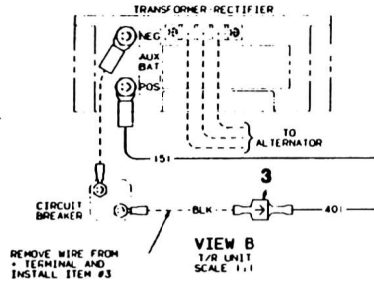 TRANSFORMER-RECTIFIER
NEG
AUX
BAT
POS
TO
ALTERNATOR
151
3
CIRCUIT
BREAKER
BLK
401
REMOVE WIRE FROM
+ TERMINAL AND
INSTALL ITEM #3
VIEW B
T/R UNIT
SCALE 1:1